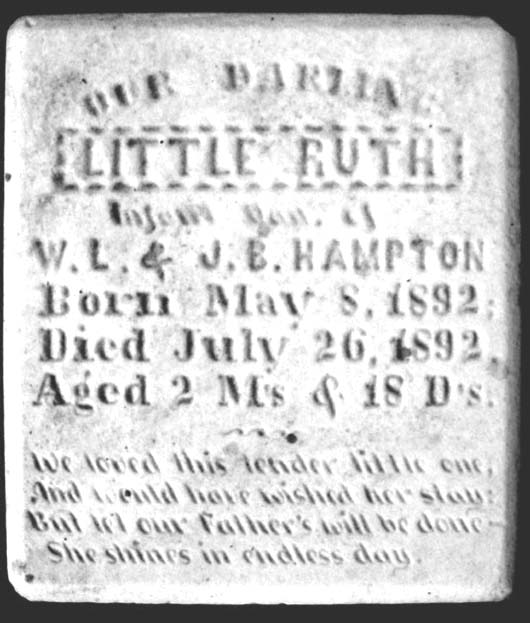 OUR DARLING
LITTLE RUTH
Infant Dau. of
W. L. & J. B. HAMPTON
Born May 8, 1892;
Died July 26, 1892,
Aged 2 M's & 18 D's.
We loved this tender little one,
And would have wished her stay;
But let our Father's will be done
She shines in endless day.